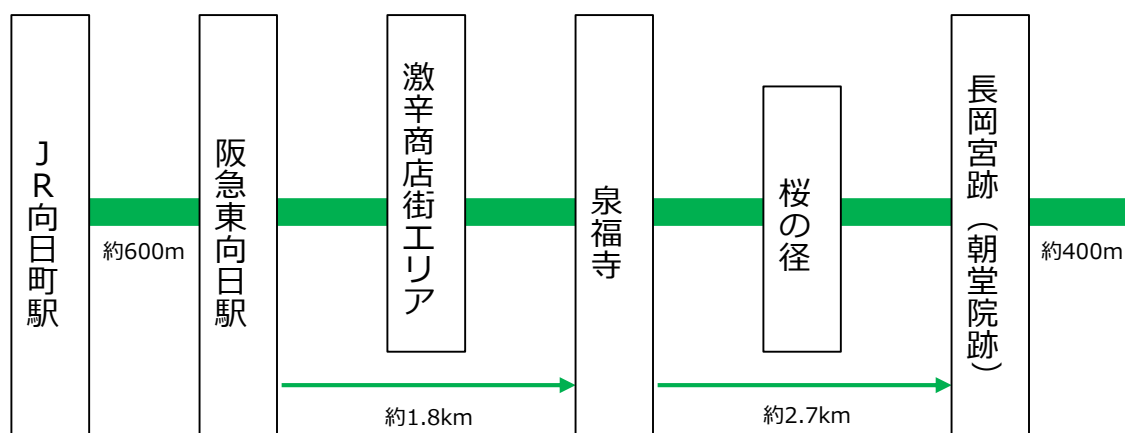 JR向日町駅
約600m
阪急東向日駅
激辛商店街エリア
約1.8km
泉福寺
桜の径
約2.7km
長岡宮跡（朝堂院跡）
約400m